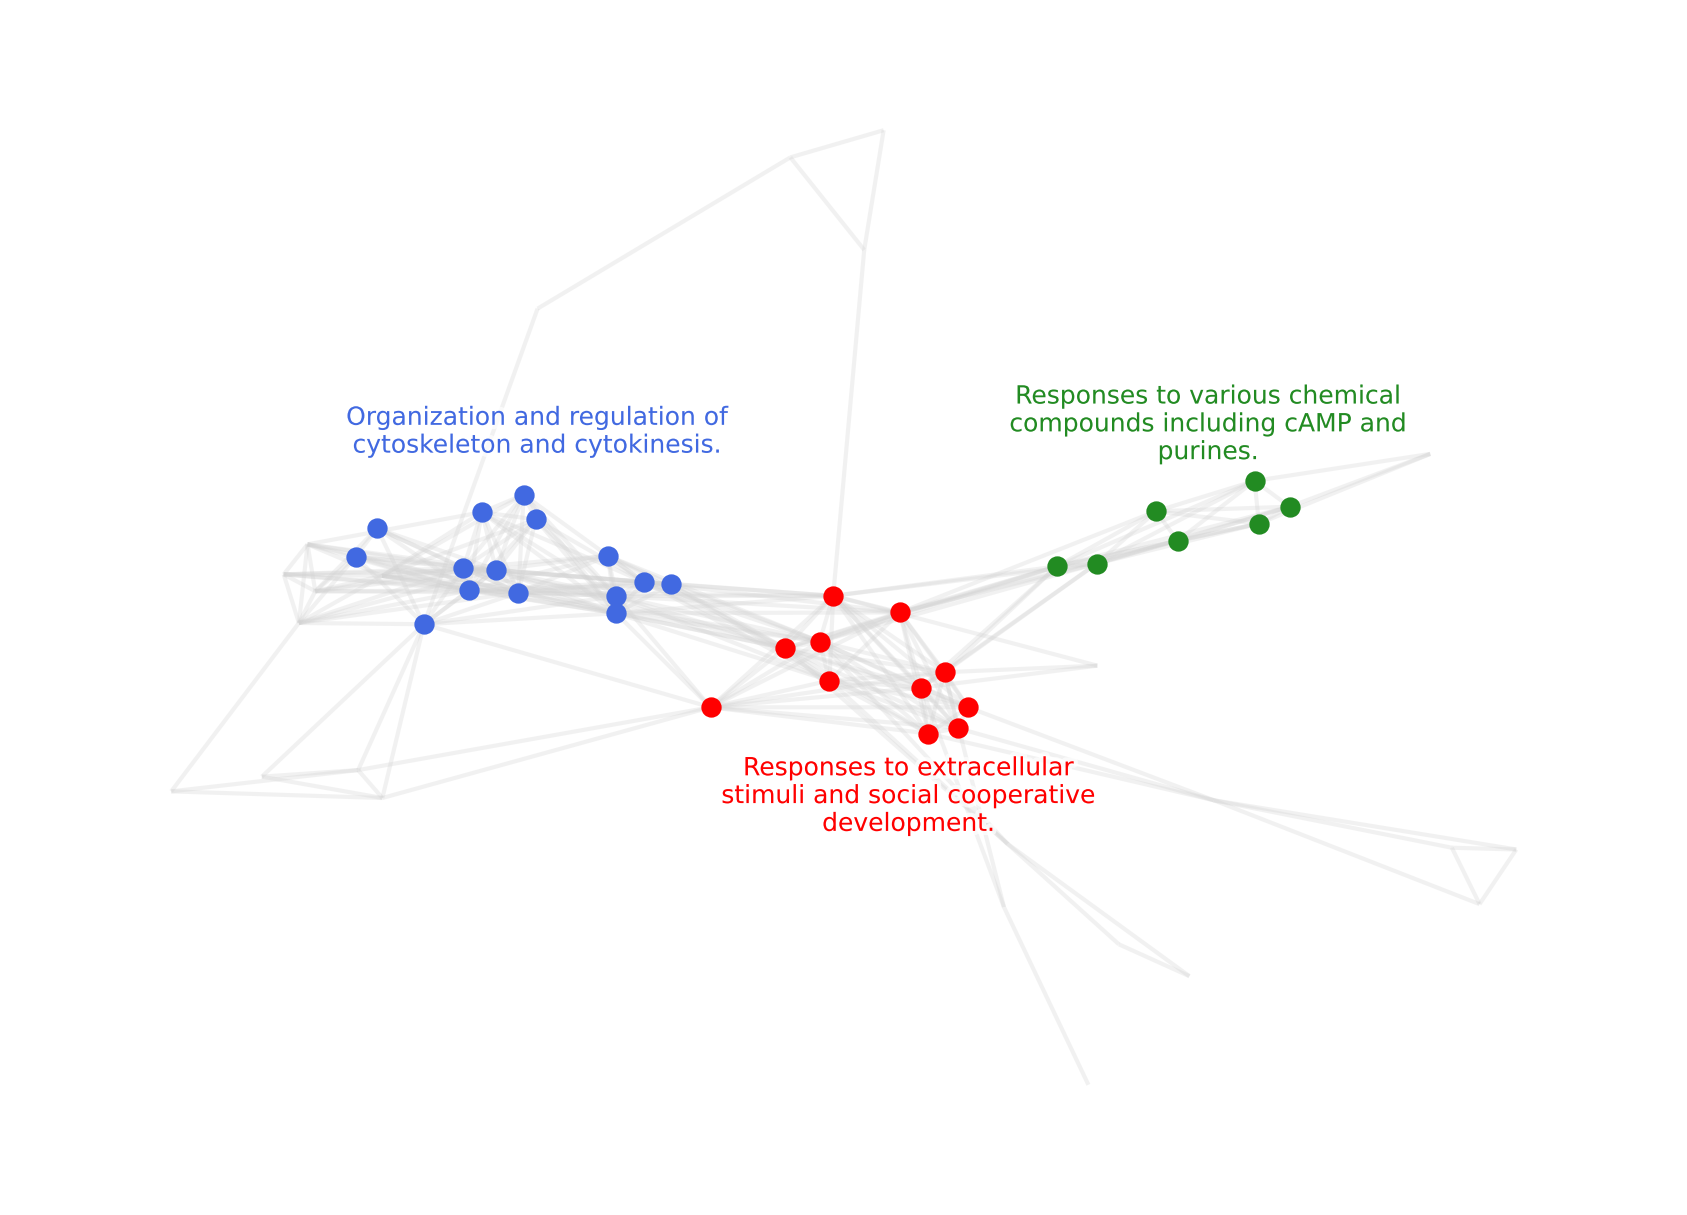 Organization and regulation of
cytoskeleton and cytokinesis.
Responses to various chemical
compounds including cAMP and
purines.
Responses to extracellular
stimuli and social cooperative
development.